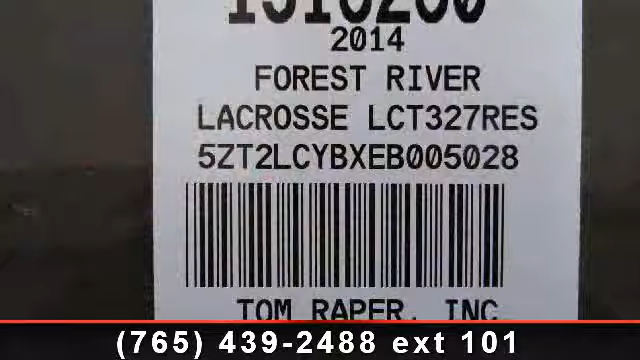 2014
FOREST RIVER
LACROSSE LCT327RES
5ZT2LCYBXEB005028
TOM RAPER, INC
(765) 439-2488 ext 101